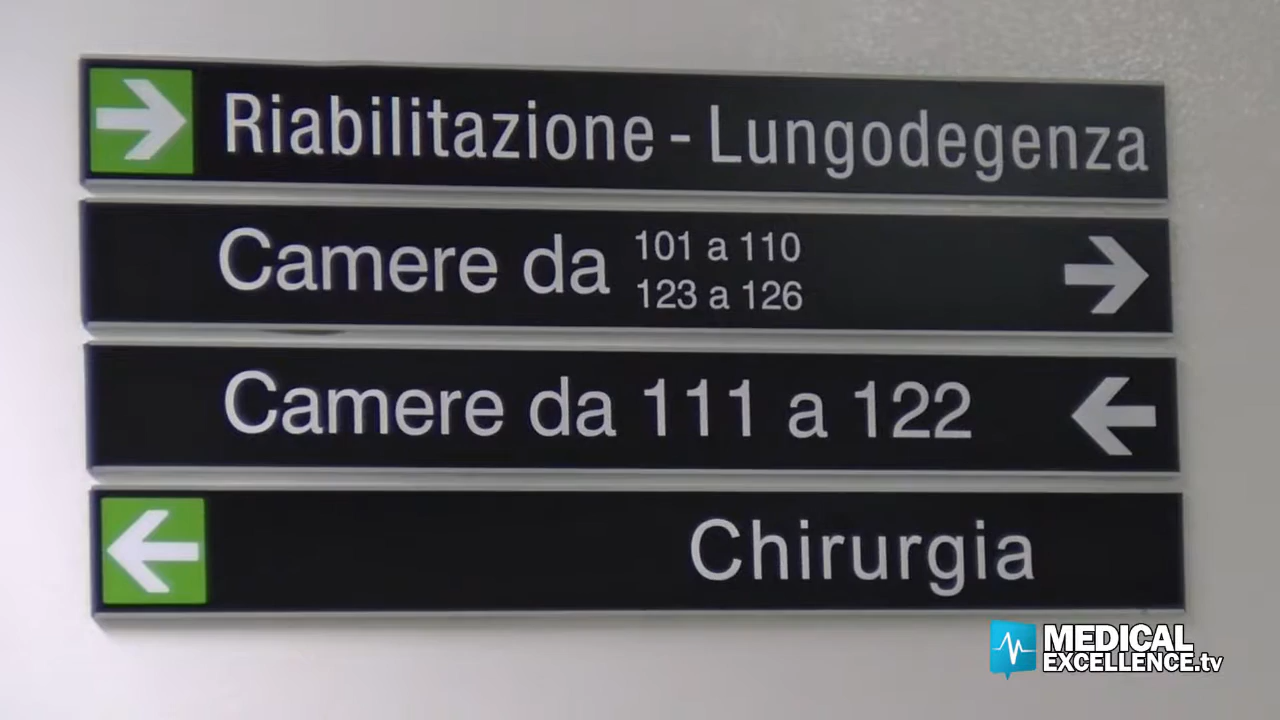 Riabilitazione - Lungodegenza
Camere da 101 a 110
123 a 126
Camere da 111 a 122
Chirurgia
MEDICAL
EXCELLENCE.tv